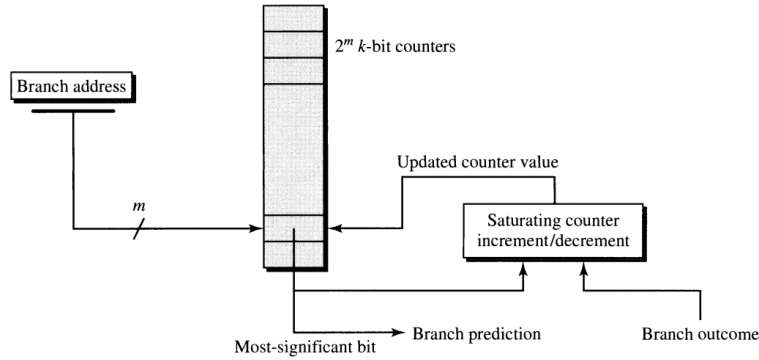 2^m k-bit counters
Branch address
Updated counter value
m
Saturating counter
increment/decrement
Most-significant bit
Branch prediction
Branch outcome